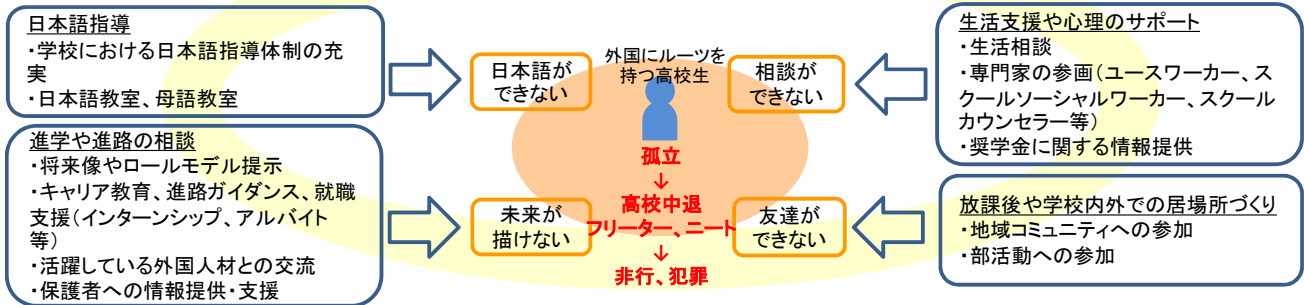 日本語指導
・学校における日本語指導体制の充
実
・日本語教室、母語教室
進学や進路の相談
・将来像やロールモデル提示
・キャリア教育、進路ガイダンス、就職
支援(インターンシップ、アルバイト
等)
・活躍している外国人材との交流
・保護者への情報提供・支援
日本語が
できない
未来が
描けない
外国にルーツを
持つ高校生
孤立
↓
高校中退
フリーター、ニート
↓
非行、犯罪
相談が
できない
友達が
できない
生活支援や心理のサポート
・生活相談
・専門家の参画(ユースワーカー、ス
クールソーシャルワーカー、スクール
カウンセラー等)
・奨学金に関する情報提供
放課後や学校内外での居場所づくり
・地域コミュニティへの参加
・部活動への参加